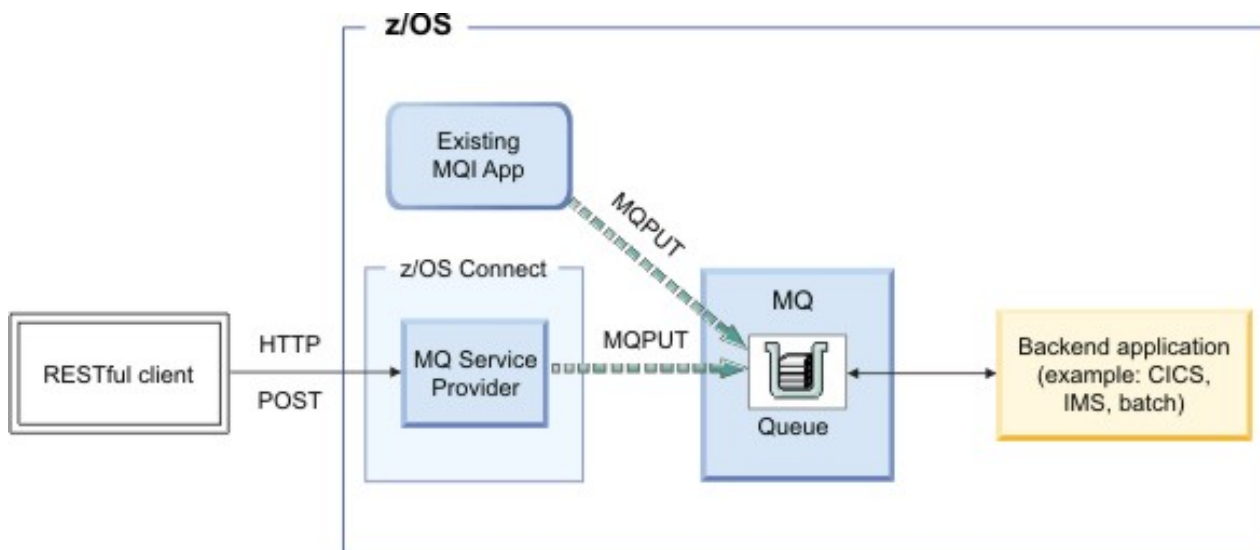 z/OS
Existing
MQI App
MQPUT
z/OS Connect
MQ
RESTful client
HTTP
POST
MQ Service
Provider
MQPUT
Queue
Backend application
(example: CICS,
IMS, batch)